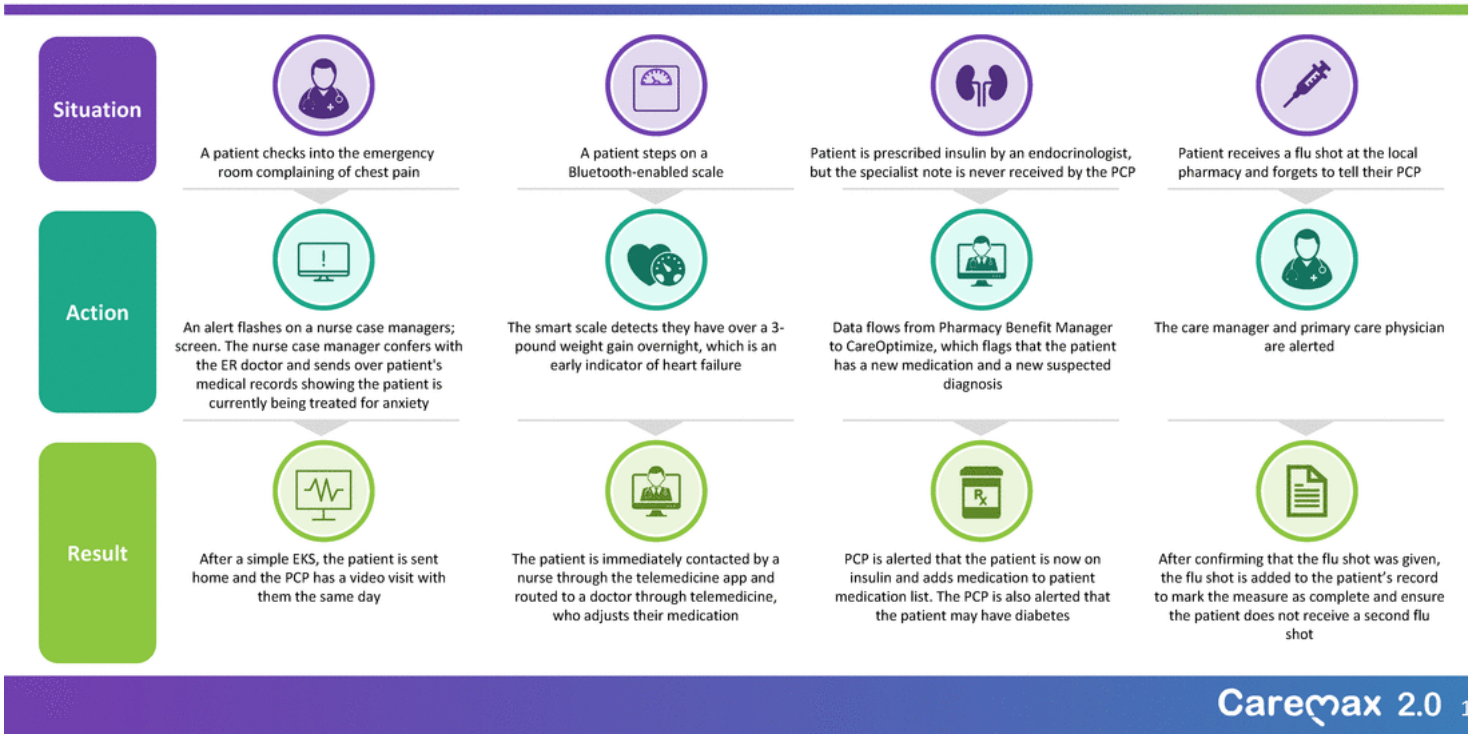 Situation
A patient checks into the emergency
room complaining of chest pain
A patient steps on a
Bluetooth-enabled scale
Patient is prescribed insulin by an endocrinologist,
but the specialist note is never received by the PCP
Patient receives a flu shot at the local
pharmacy and forgets to tell their PCP
Action
An alert flashes on a nurse case managers;
screen. The nurse case manager confers with
the ER doctor and sends over patient's
medical records showing the patient is
currently being treated for anxiety
The smart scale detects they have over a 3-
pound weight gain overnight, which is an
early indicator of heart failure
Data flows from Pharmacy Benefit Manager
to CareOptimize, which flags that the patient
has a new medication and a new suspected
diagnosis
The care manager and primary care physician
are alerted
Result
After a simple EKS, the patient is sent
home and the PCP has a video visit with
them the same day
The patient is immediately contacted by a
nurse through the telemedicine app and
routed to a doctor through telemedicine,
who adjusts their medication
Rx
PCP is alerted that the patient is now on
insulin and adds medication to patient
medication list. The PCP is also alerted that
the patient may have diabetes
After confirming that the flu shot was given,
the flu shot is added to the patient’s record
to mark the measure as complete and ensure
the patient does not receive a second flu
shot
Caremax 2.0